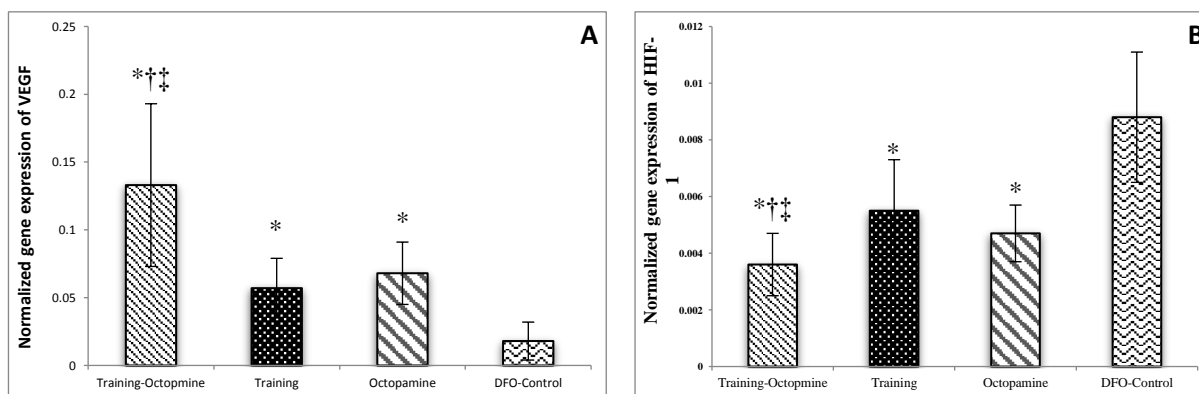 A
Normalized gene expression of VEGF
0.25
0.2
0.15
0.1
0.05
0
*†‡
*
*
Training-Octopmine
Training
Octopamine
DFO-Control
B
Normalized gene expression of HIF-
1
0.012
0.01
0.008
0.006
0.004
0.002
0
*†‡
*
*
Training-Octopamine
Training
Octopamine
DFO-Control